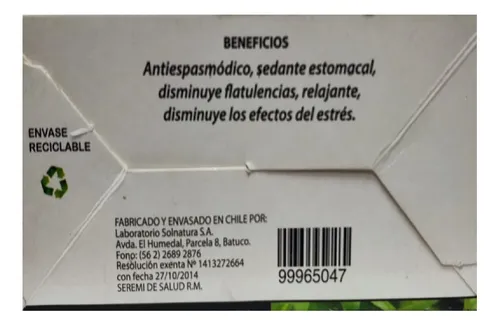 BENEFICIOS
Antiespasmódico, sedante estomacal,
disminuye flatulencias, relajante,
disminuye los efectos del estrés.
ENVASE
RECICLABLE
FABRICADO Y ENVASADO EN CHILE POR:
Laboratorio Solnatura S.A.
Avda. El Humedal, Parcela 8, Batuco.
Fonp: (56 2) 2689 2876
Resolución exenta Nº 1413272664
con fecha 27/10/2014
SEREMI DE SALUD R.M.
99965047